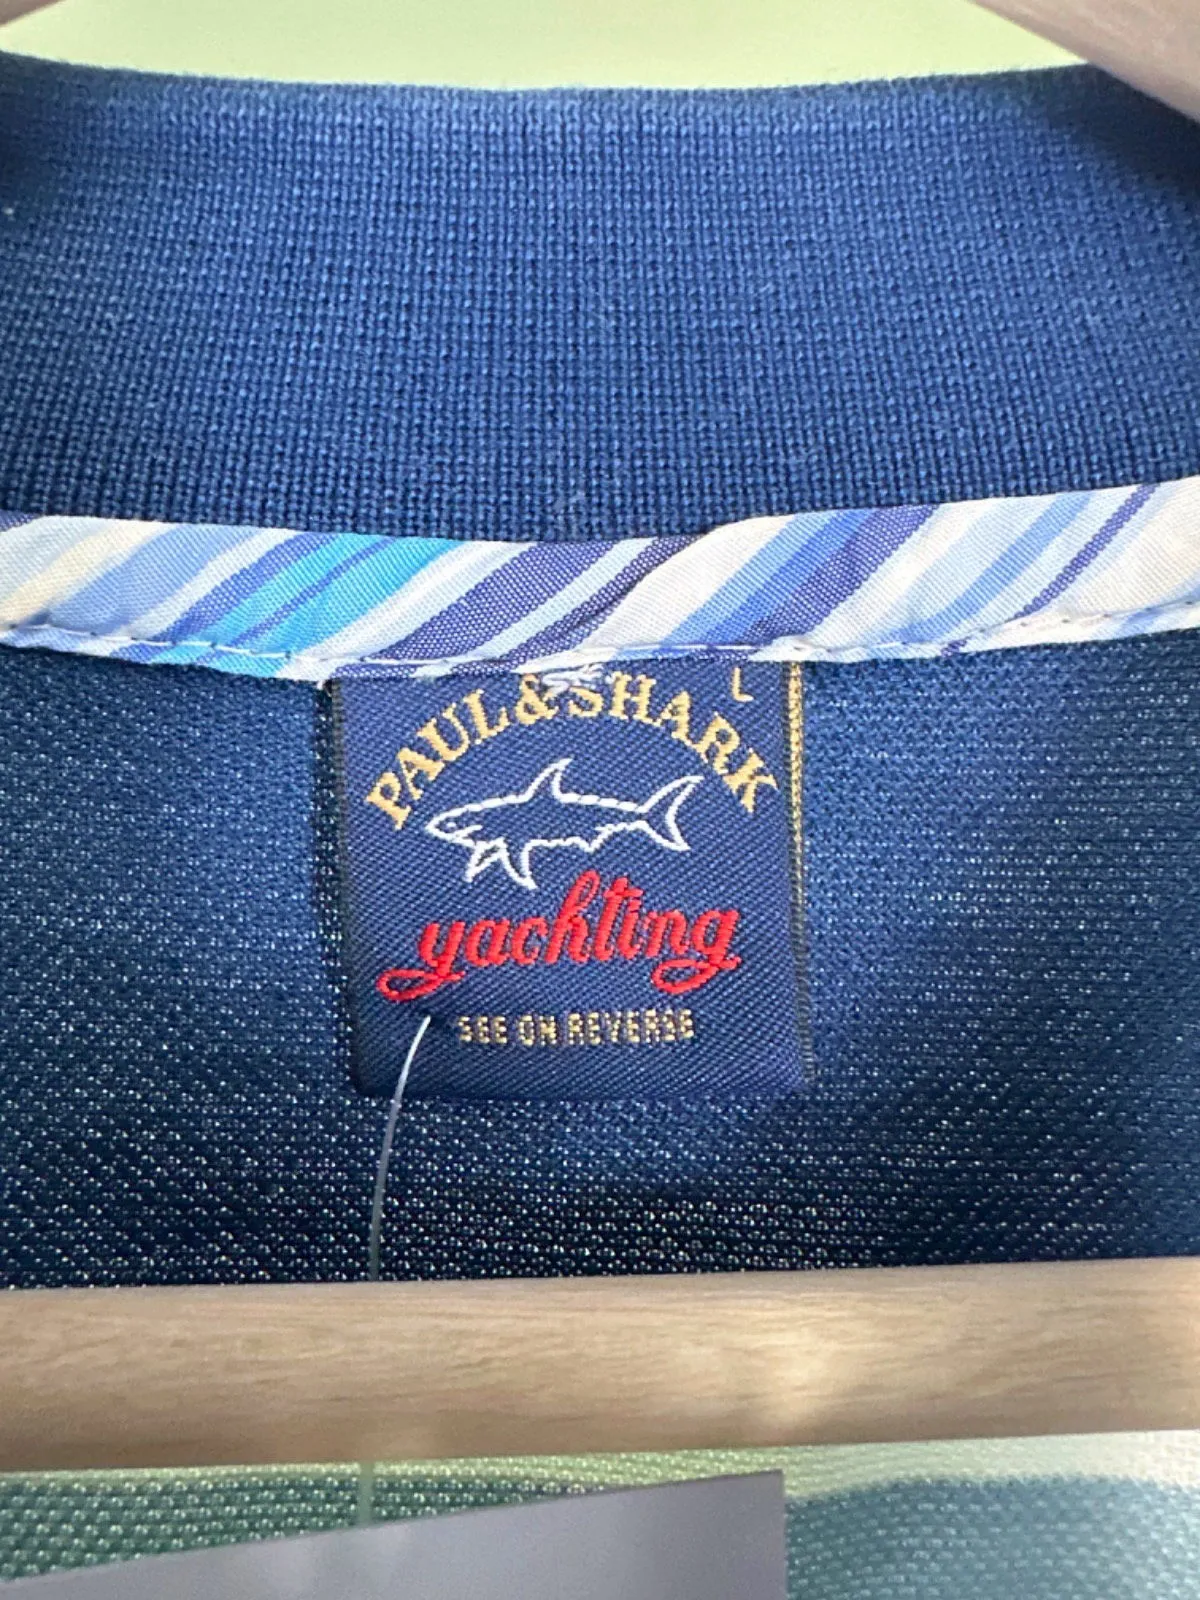 L
PAUL & SHARK
yachting
SEE ON REVERSE